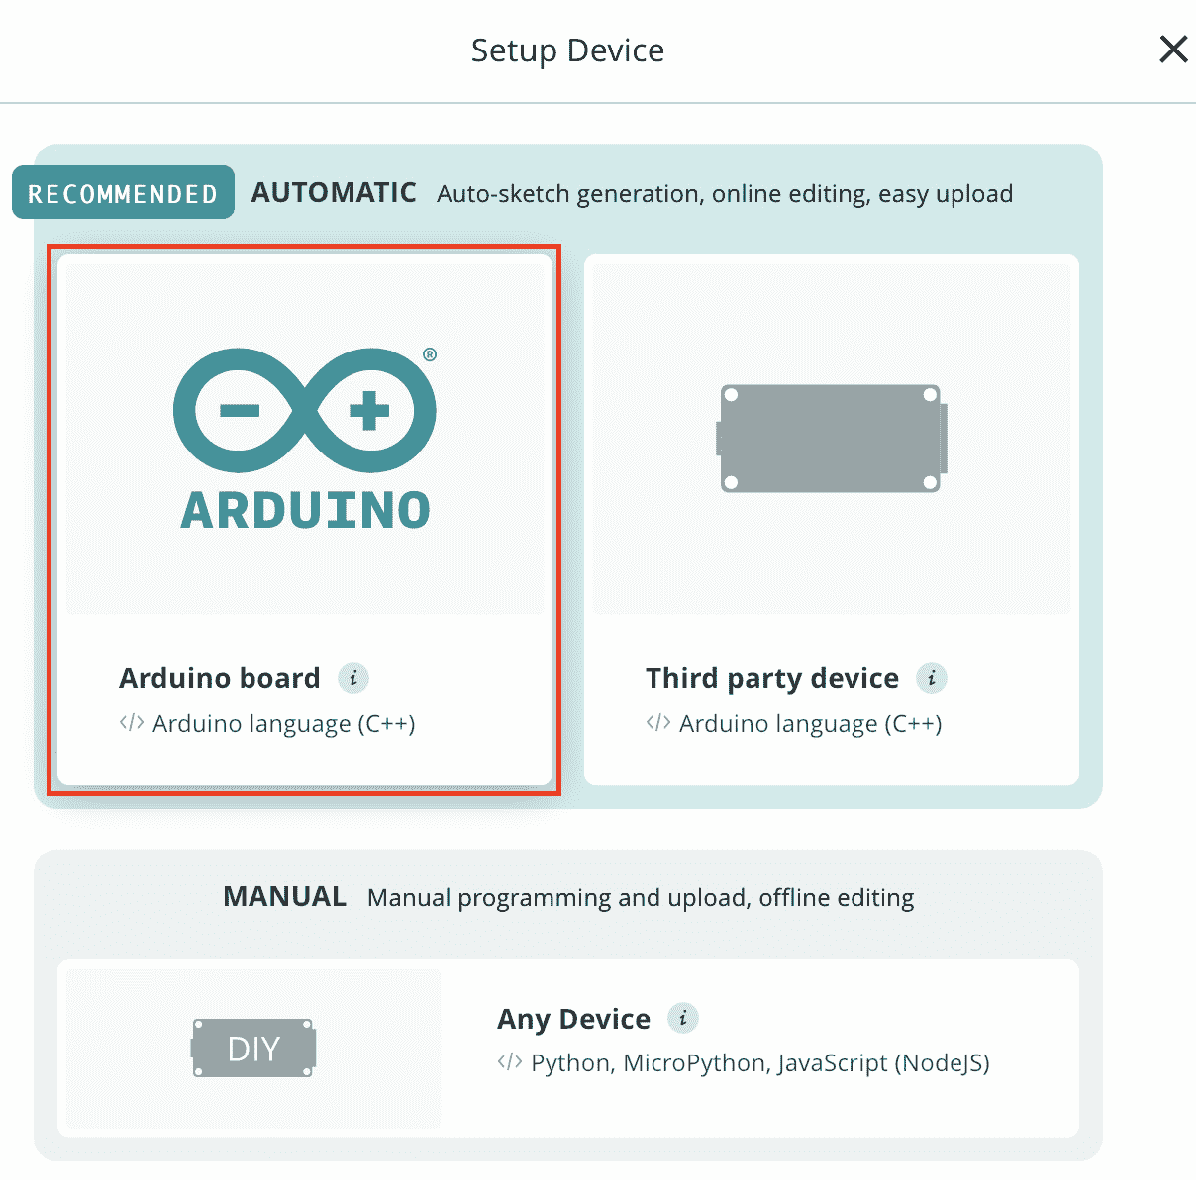 Setup Device
RECOMMENDED AUTOMATIC Auto-sketch generation, online editing, easy upload
®
ARDUINO
Arduino board i
</> Arduino language (C++)
Third party device i
</> Arduino language (C++)
MANUAL Manual programming and upload, offline editing
DIY
Any Device i
</> Python, MicroPython, JavaScript (NodeJS)